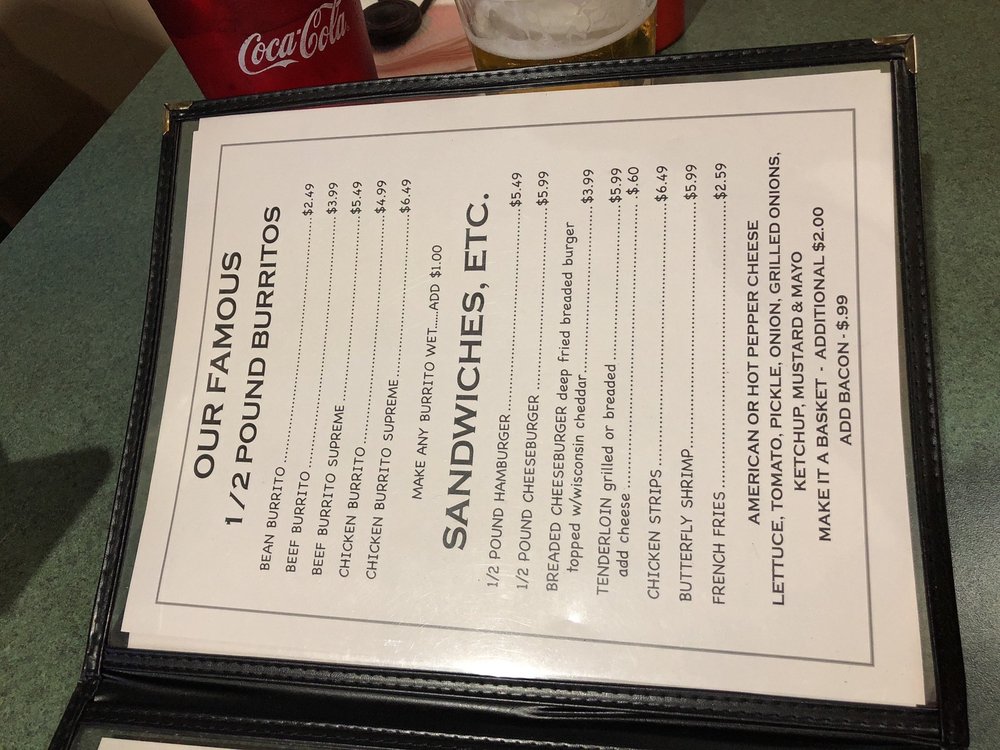 Coca-Cola
OUR FAMOUS
1/2 POUND BURRITOS
BEAN BURRITO ........ $2.49
BEEF BURRITO ........ $3.99
BEEF BURRITO SUPREME ........ $5.49
CHICKEN BURRITO ........ $4.99
CHICKEN BURRITO SUPREME ........ $6.49
MAKE ANY BURRITO WET.....ADD $1.00
SANDWICHES, ETC.
1/2 POUND HAMBURGER ........ $5.49
1/2 POUND CHEESEBURGER ........ $5.99
BREADED CHEESEBURGER deep fried breaded burger
topped w/wisconsin cheddar ........ $3.99
TENDERLOIN grilled or breaded ........ $5.99
add cheese ........ $.60
CHICKEN STRIPS ........ $6.49
BUTTERFLY SHRIMP ........ $5.99
FRENCH FRIES ........ $2.59
AMERICAN OR HOT PEPPER CHEESE
LETTUCE, TOMATO, PICKLE, ONION, GRILLED ONIONS,
KETCHUP, MUSTARD & MAYO
MAKE IT A BASKET - ADDITIONAL $2.00
ADD BACON - $.99